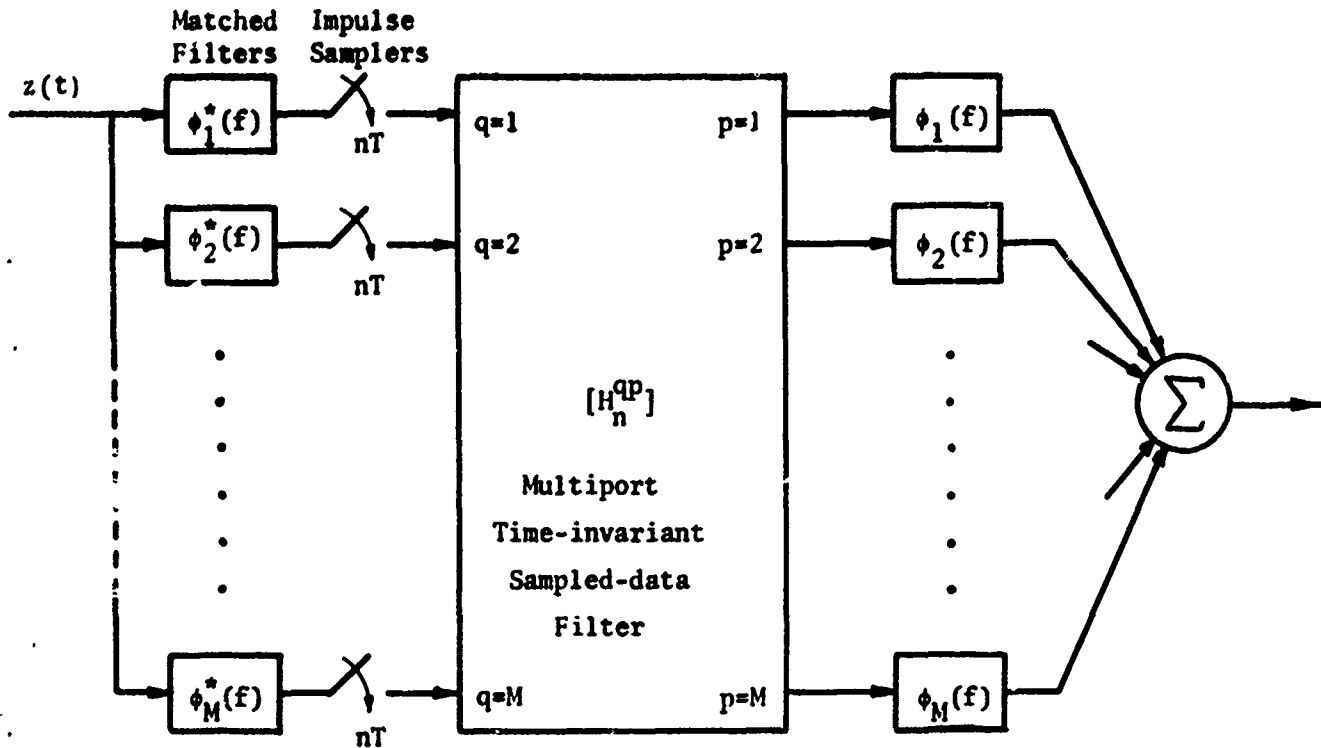 Matched Impulse
Filters Samplers
z(t)
ϕ₁*(f)
nT
q=1
p=1
ϕ₁(f)
ϕ₂*(f)
nT
q=2
p=2
ϕ₂(f)
[Hₙ^qp]
Σ
Multiport
Time-invariant
Sampled-data
Filter
ϕ_M*(f)
nT
q=M
p=M
ϕ_M(f)